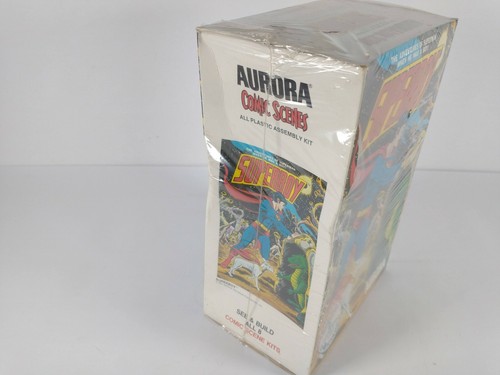 AURORA
COMIC SCENES
ALL PLASTIC ASSEMBLY KIT
SUPERBOY
SEE & BUILD
ALL 8
COMIC SCENE KITS